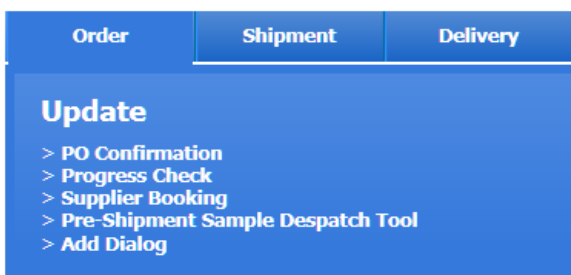 Order Shipment Delivery
Update
> PO Confirmation
> Progress Check
> Supplier Booking
> Pre-Shipment Sample Despatch Tool
> Add Dialog